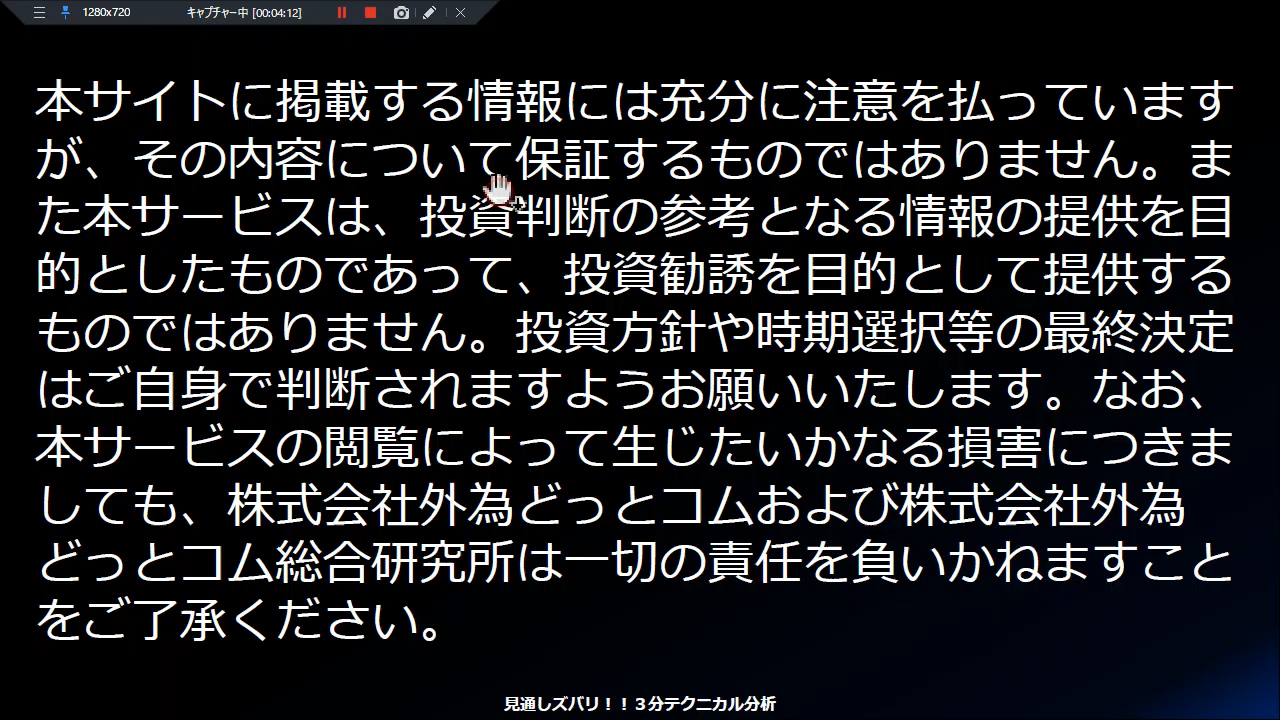 1280x720
キャプチャー中 [00:04:12]
本サイトに掲載する情報には充分に注意を払っています
が、その内容について保証するものではありません。ま
た本サービスは、投資判断の参考となる情報の提供を目
的としたものであって、投資勧誘を目的として提供する
ものではありません。投資方針や時期選択等の最終決定
はご自身で判断されますようお願いいたします。なお、
本サービスの閲覧によって生じたいかなる損害につきま
しても、株式会社外為どっとコムおよび株式会社外為
どっとコム総合研究所は一切の責任を負いかねますこと
をご了承ください。
見通しズバリ！！３分テクニカル分析